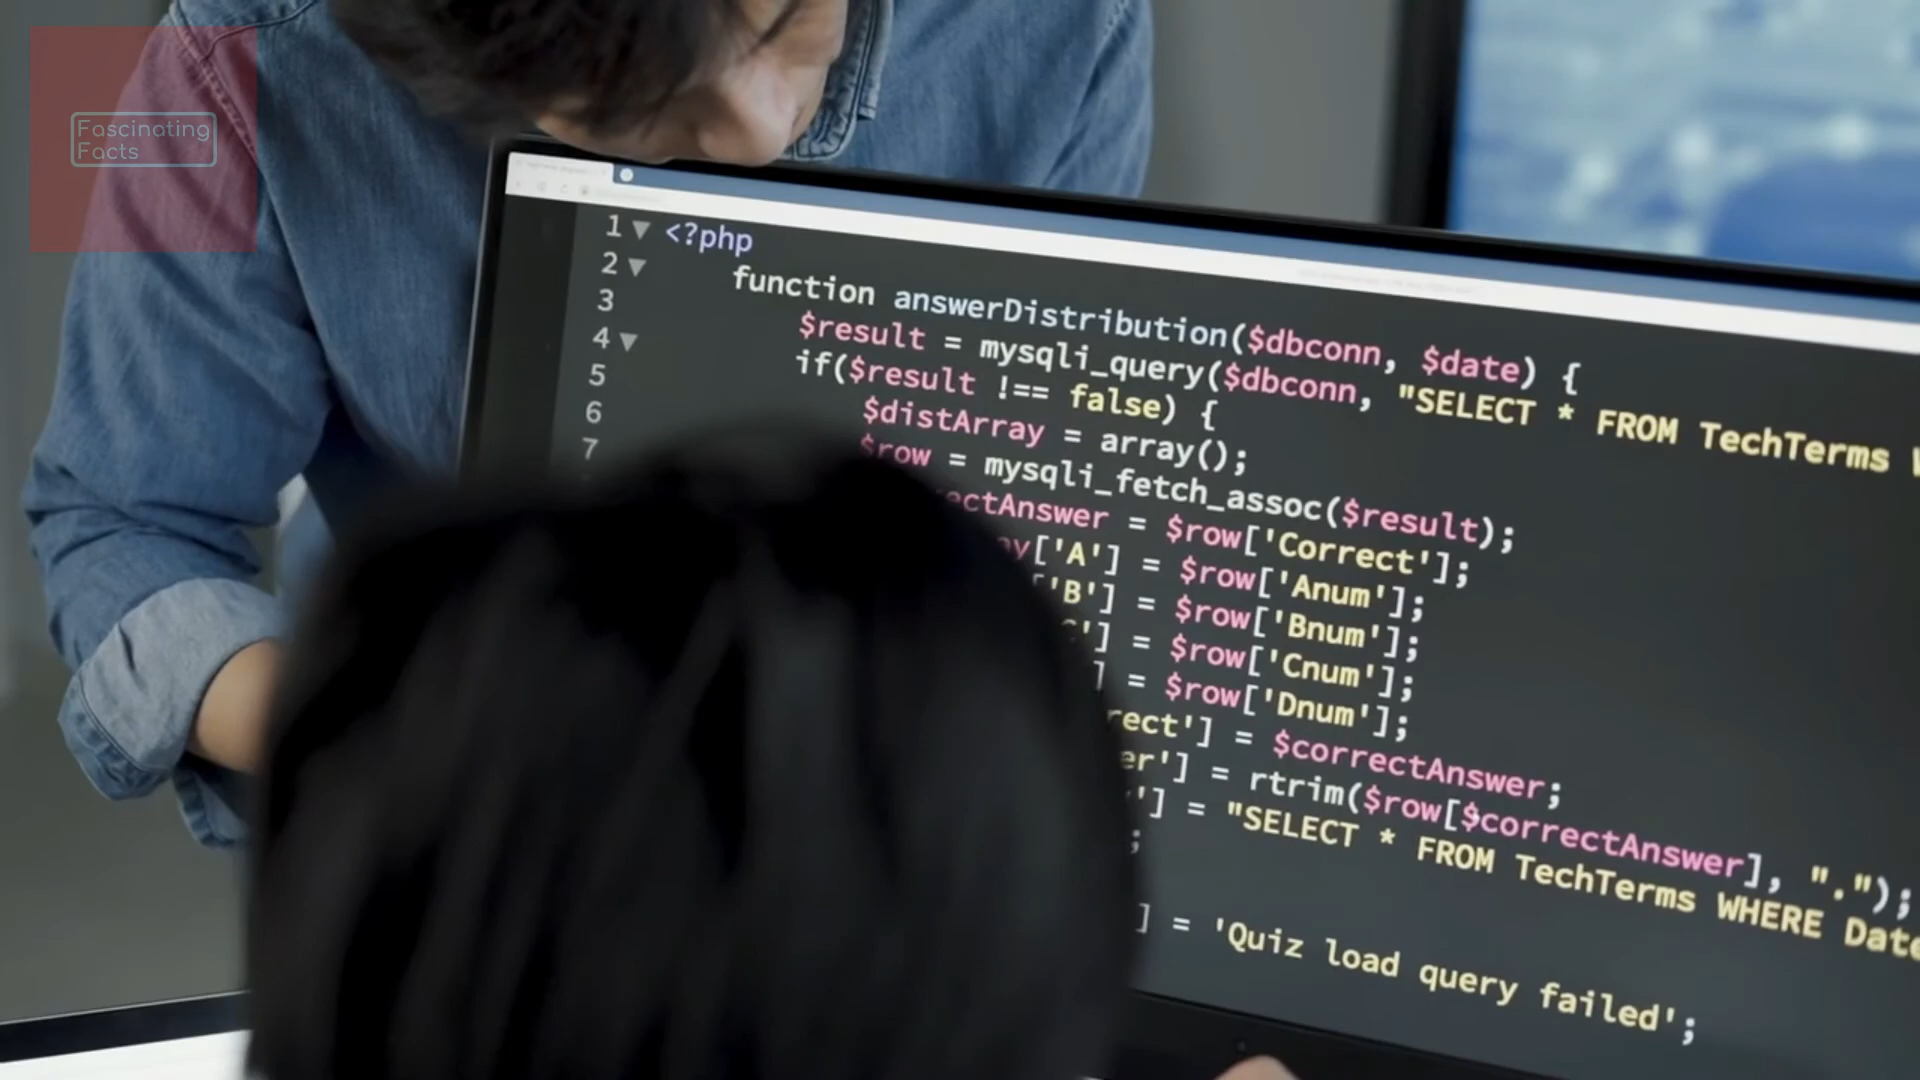 Fascinating
Facts
1 <?php
2 function answerDistribution($dbconn, $date) {
3 $result = mysqli_query($dbconn, "SELECT * FROM TechTerms
4 if($result !== false) {
5 $distArray = array();
6 $row = mysqli_fetch_assoc($result);
7 ectAnswer = $row['Correct'];
ay['A'] = $row['Anum'];
['B'] = $row['Bnum'];
'] = $row['Cnum'];
] = $row['Dnum'];
rect'] = $correctAnswer;
er'] = rtrim($row[$correctAnswer], ".");
'] = "SELECT * FROM TechTerms WHERE Date
;
] = 'Quiz load query failed';